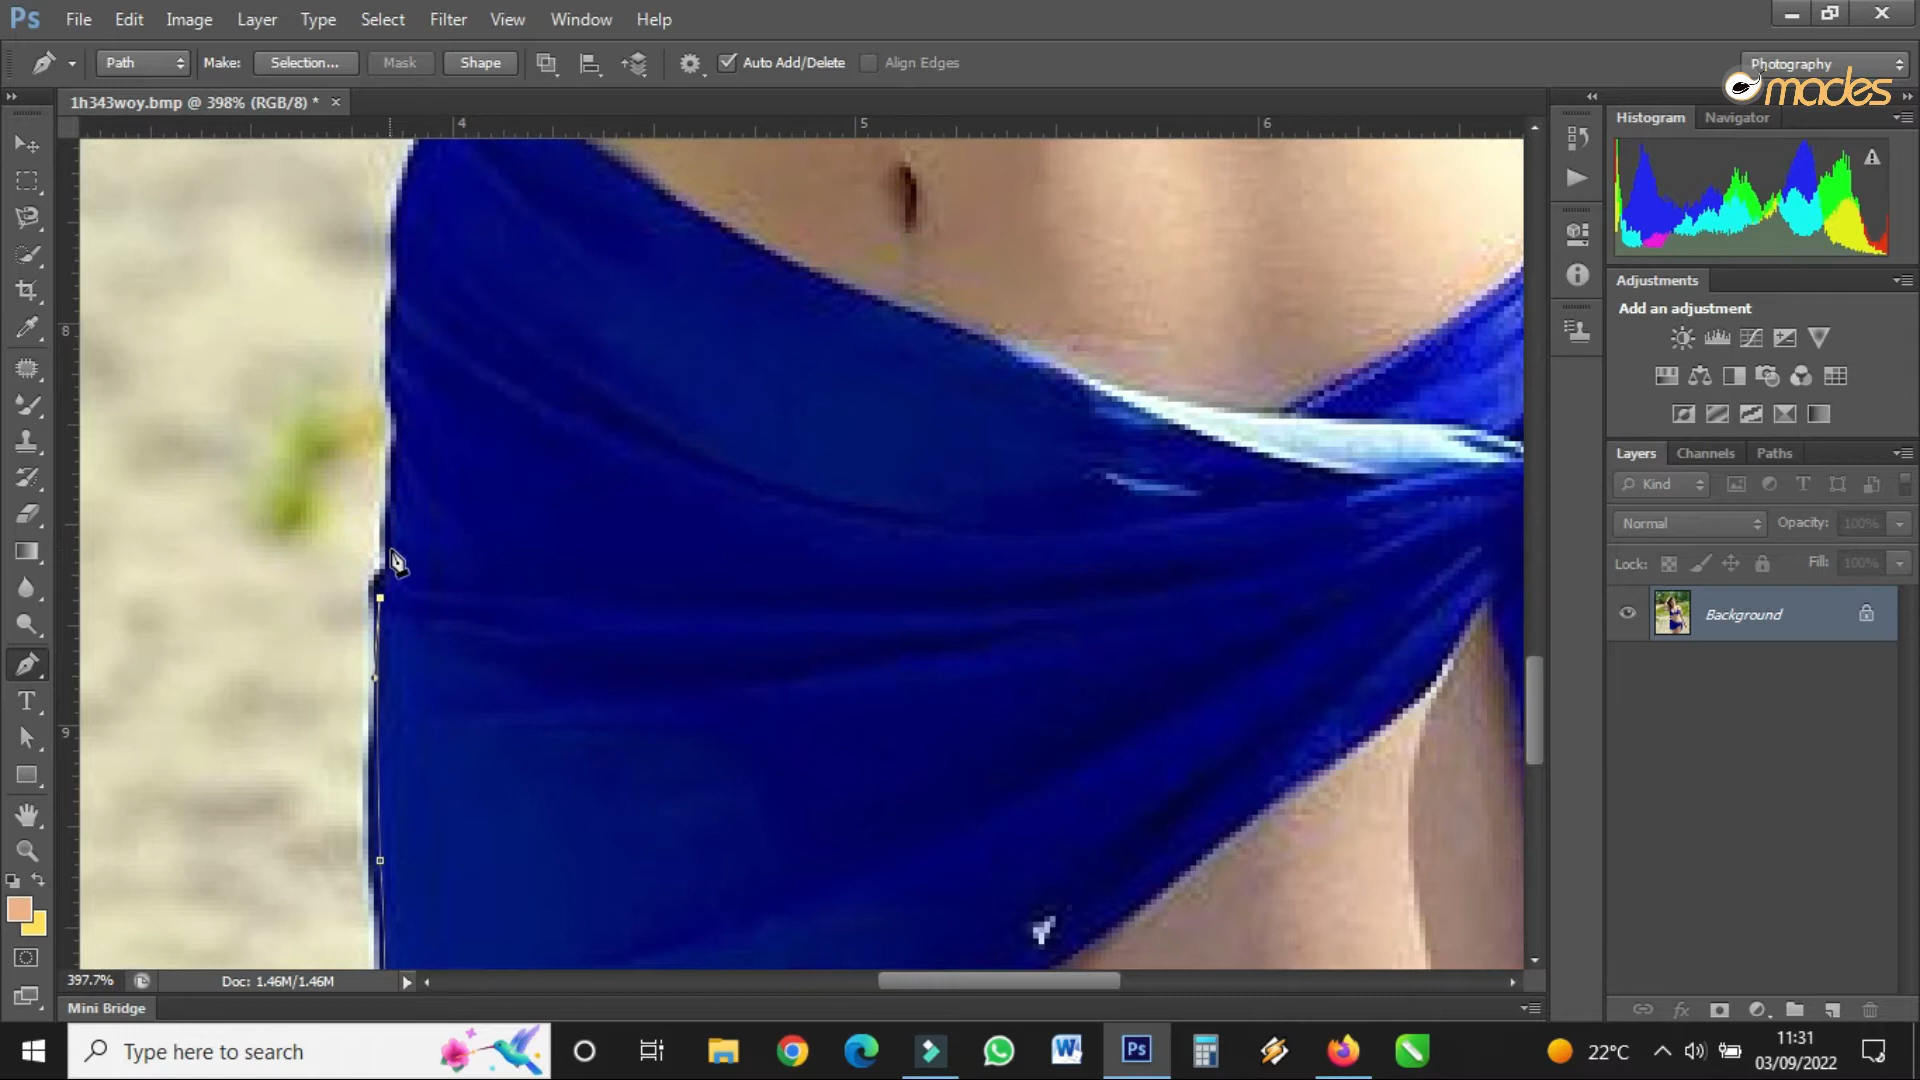 Ps File Edit Image Layer Type Select Filter View Window Help
Path Make: Selection... Mask Shape Auto Add/Delete Align Edges Photography
mades
1h343woy.bmp @ 398% (RGB/8) * ×
4 5 6
8
9
Histogram Navigator
Adjustments
Add an adjustment
Layers Channels Paths
Kind
Normal Opacity: 100%
Lock: Fill: 100%
Background
397.7% Doc: 1.46M/1.46M
Mini Bridge
Type here to search
22°C
11:31
03/09/2022